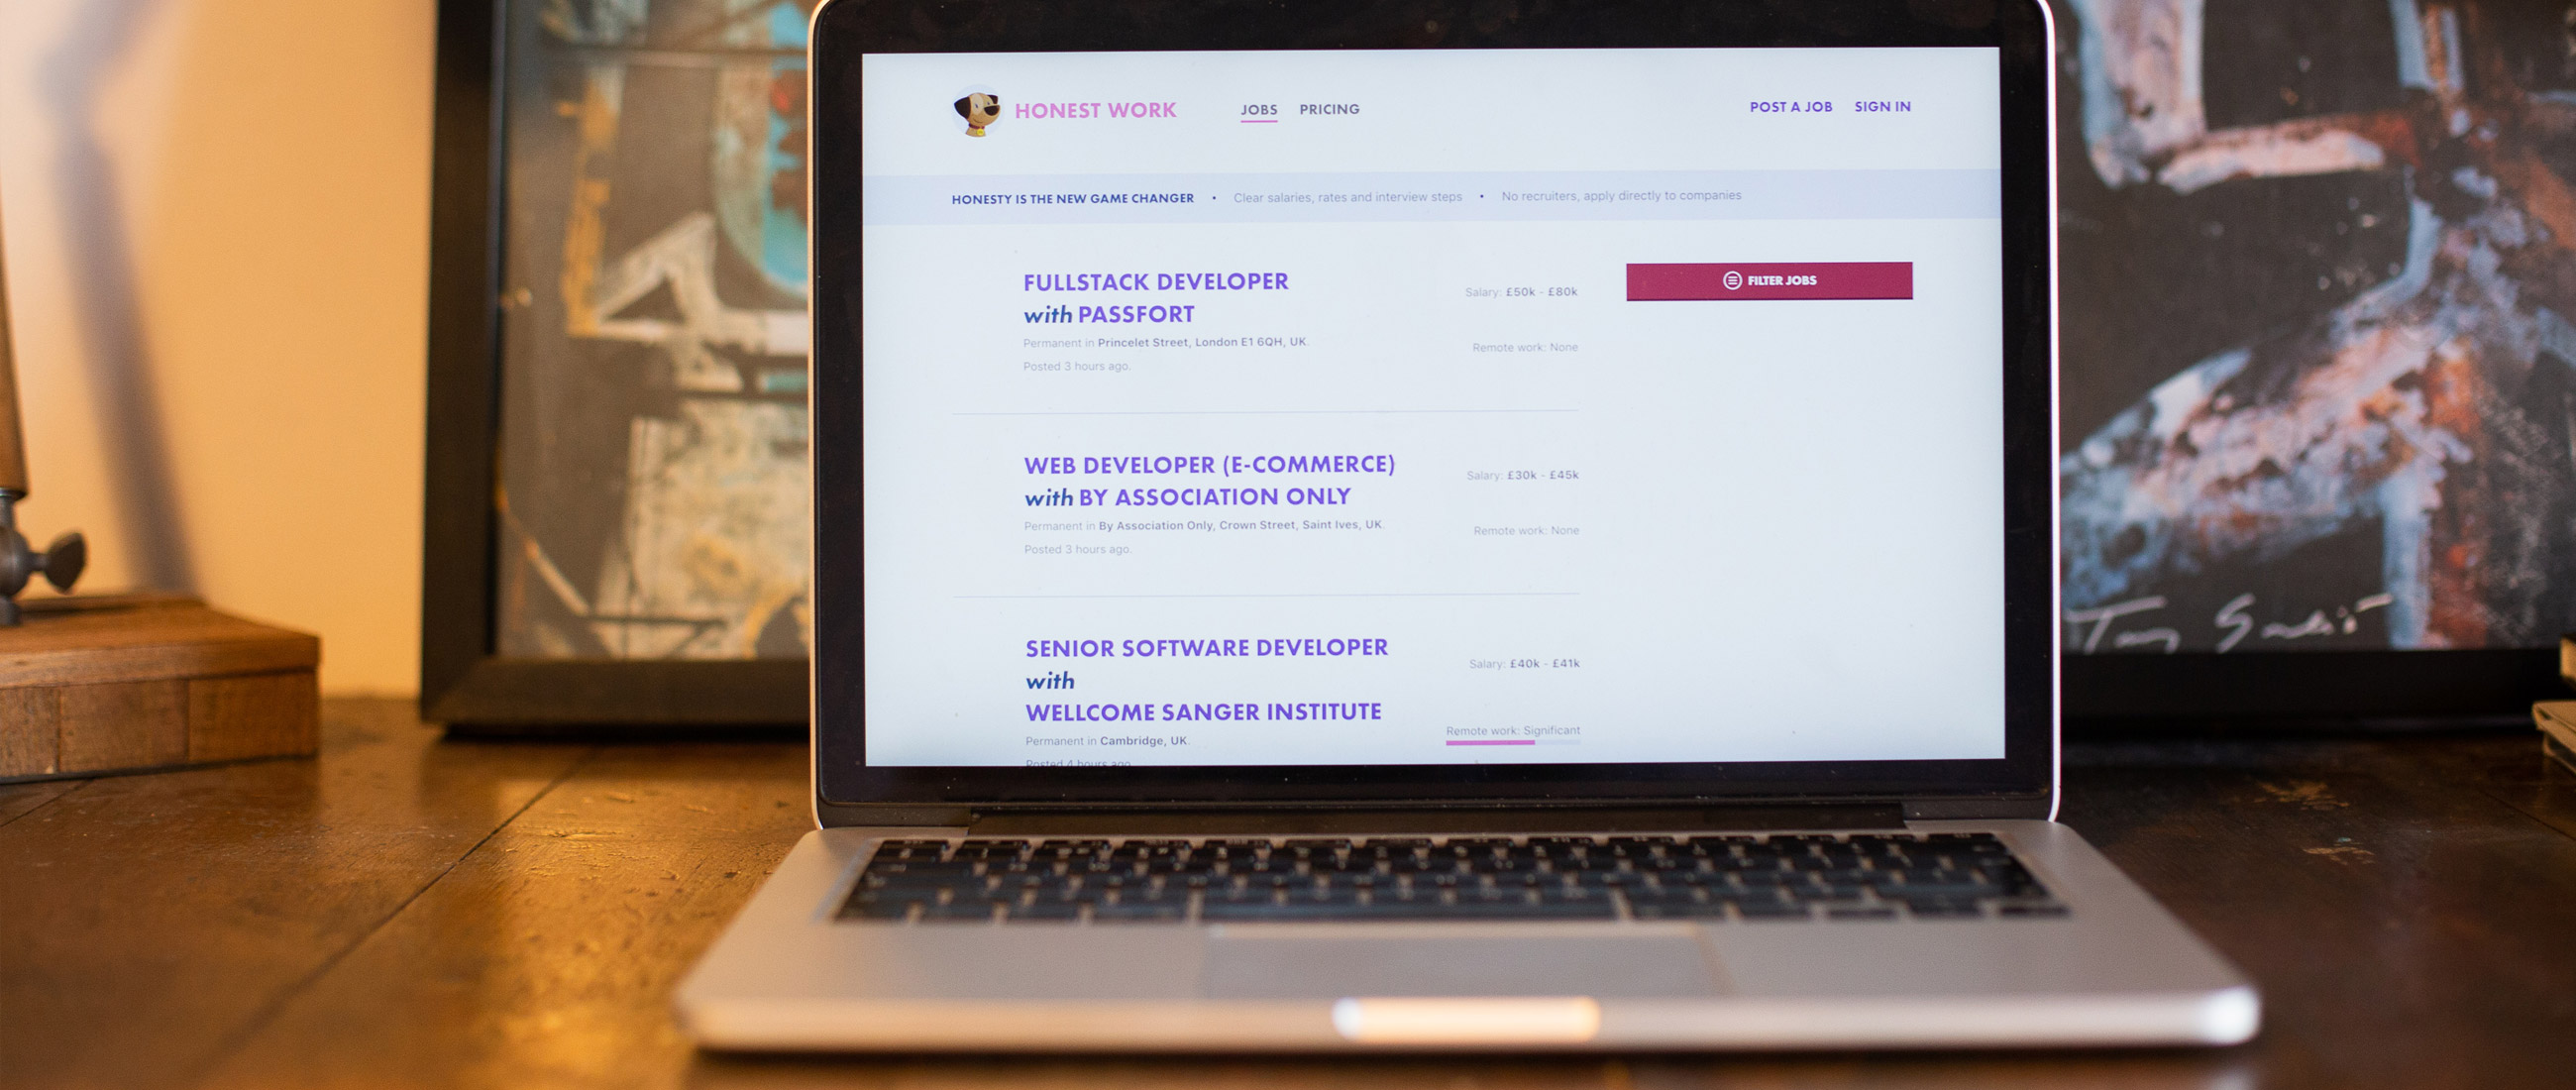 HONEST WORK
JOBS PRICING
POST A JOB SIGN IN
HONESTY IS THE NEW GAME CHANGER • Clear salaries, rates and interview steps • No recruiters, apply directly to companies
FULLSTACK DEVELOPER
with PASSFORT
Permanent in Princelet Street, London E1 6QH, UK
Posted 3 hours ago.
Salary: £50k - £80k
Remote work: None
FILTER JOBS
WEB DEVELOPER (E-COMMERCE)
with BY ASSOCIATION ONLY
Permanent in By Association Only, Crown Street, Saint Ives, UK
Posted 3 hours ago.
Salary: £30k - £45k
Remote work: None
SENIOR SOFTWARE DEVELOPER
with
WELLCOME SANGER INSTITUTE
Permanent in Cambridge, UK
Posted 4 hours ago
Salary: £40k - £41k
Remote work: Significant